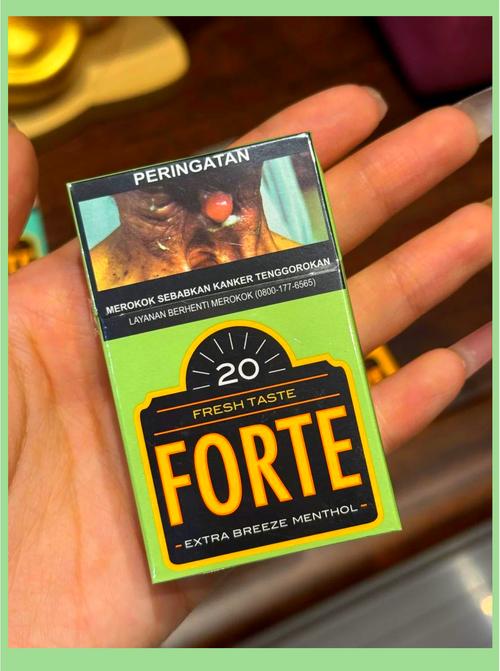 PERINGATAN
MEROKOK SEBABKAN KANKER TENGGOROKAN
LAYANAN BERHENTI MEROKOK (0800-177-6565)
20
FRESH TASTE
FORTE
EXTRA BREEZE MENTHOL